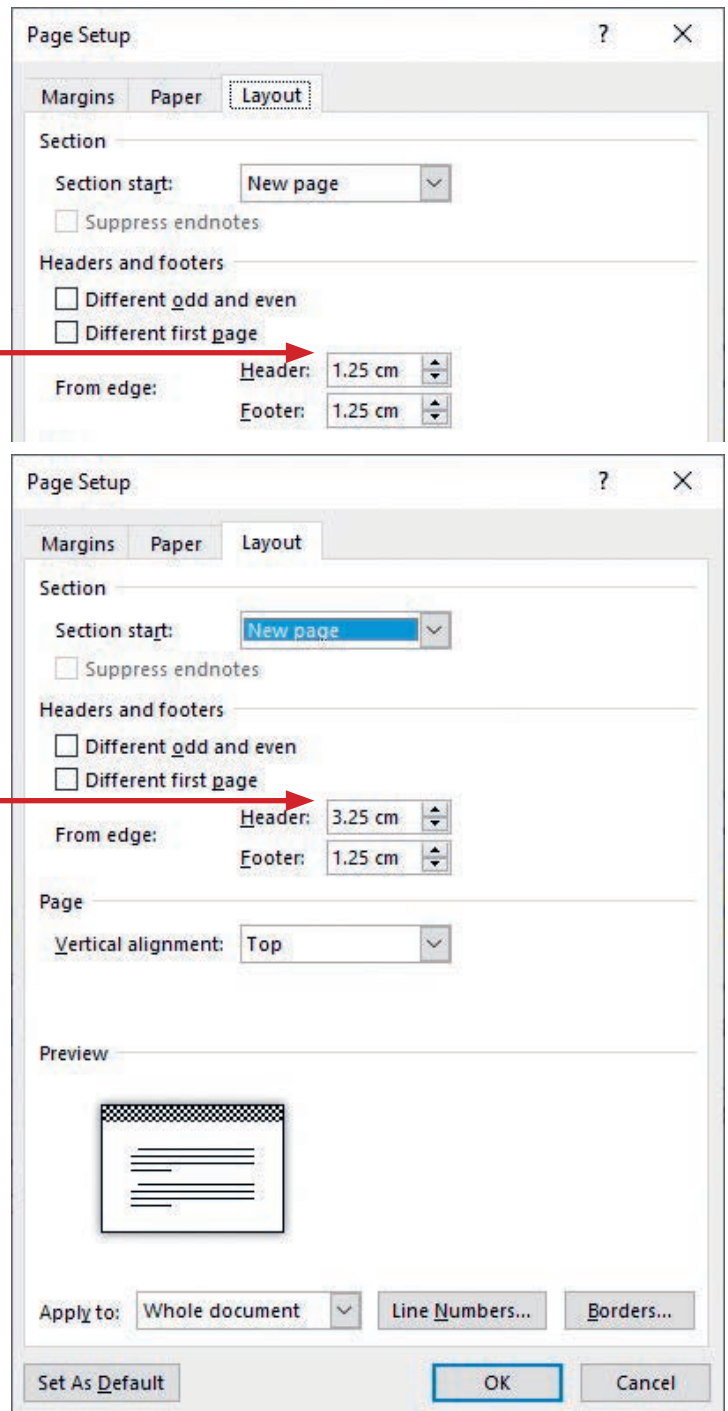 Page Setup ? ×
Margins Paper Layout
Section
Section start: New page
Suppress endnotes
Headers and footers
Different odd and even
Different first page
From edge: Header: 1.25 cm
Footer: 1.25 cm
Page Setup ? ×
Margins Paper Layout
Section
Section start: New page
Suppress endnotes
Headers and footers
Different odd and even
Different first page
From edge: Header: 3.25 cm
Footer: 1.25 cm
Page
Vertical alignment: Top
Preview
Apply to: Whole document Line Numbers... Borders...
Set As Default OK Cancel